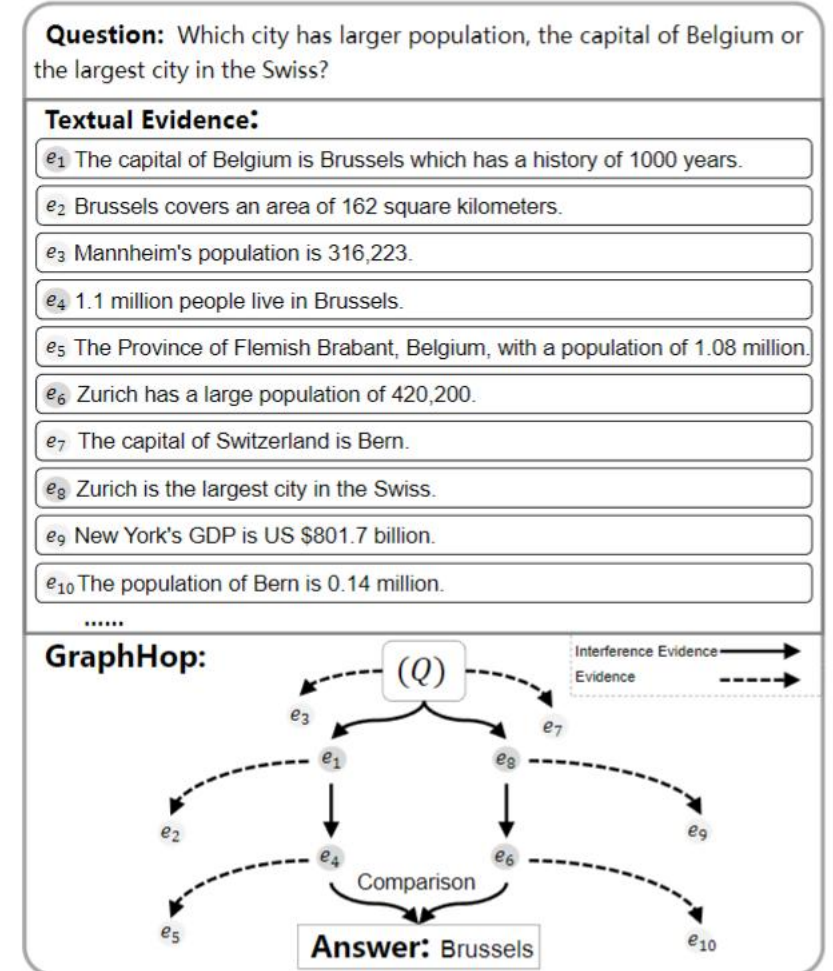 Question: Which city has larger population, the capital of Belgium or
the largest city in the Swiss?
Textual Evidence:
e1 The capital of Belgium is Brussels which has a history of 1000 years.
e2 Brussels covers an area of 162 square kilometers.
e3 Mannheim's population is 316,223.
e4 1.1 million people live in Brussels.
e5 The Province of Flemish Brabant, Belgium, with a population of 1.08 million.
e6 Zurich has a large population of 420,200.
e7 The capital of Switzerland is Bern.
e8 Zurich is the largest city in the Swiss.
e9 New York's GDP is US $801.7 billion.
e10 The population of Bern is 0.14 million.
......
GraphHop:
(Q)
Interference Evidence
Evidence
e3
e7
e1
e8
e2
e9
e4
e6
Comparison
e5
e10
Answer: Brussels